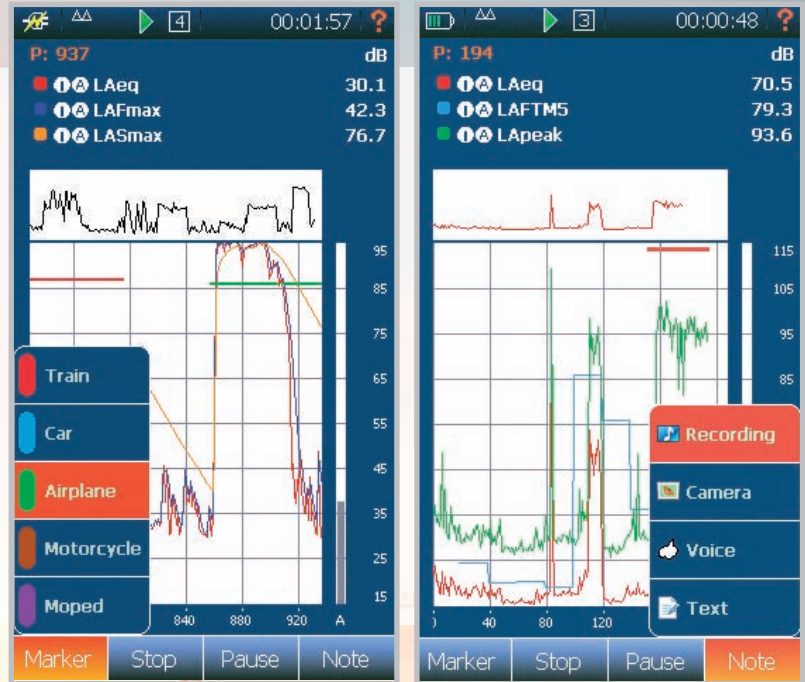 4 00:01:57 ?
P: 937 dB
I A LAeq 30.1
I A LAFmax 42.3
I A LASmax 76.7
95
85
75
65
55
45
35
25
15
Train
Car
Airplane
Motorcycle
Moped
840 880 920 A
Marker Stop Pause Note
3 00:00:48 ?
P: 194 dB
I A LAeq 70.5
I A LAFTM5 79.3
I A LApeak 93.6
115
105
95
85
Recording
Camera
Voice
Text
0 40 80 120
Marker Stop Pause Note